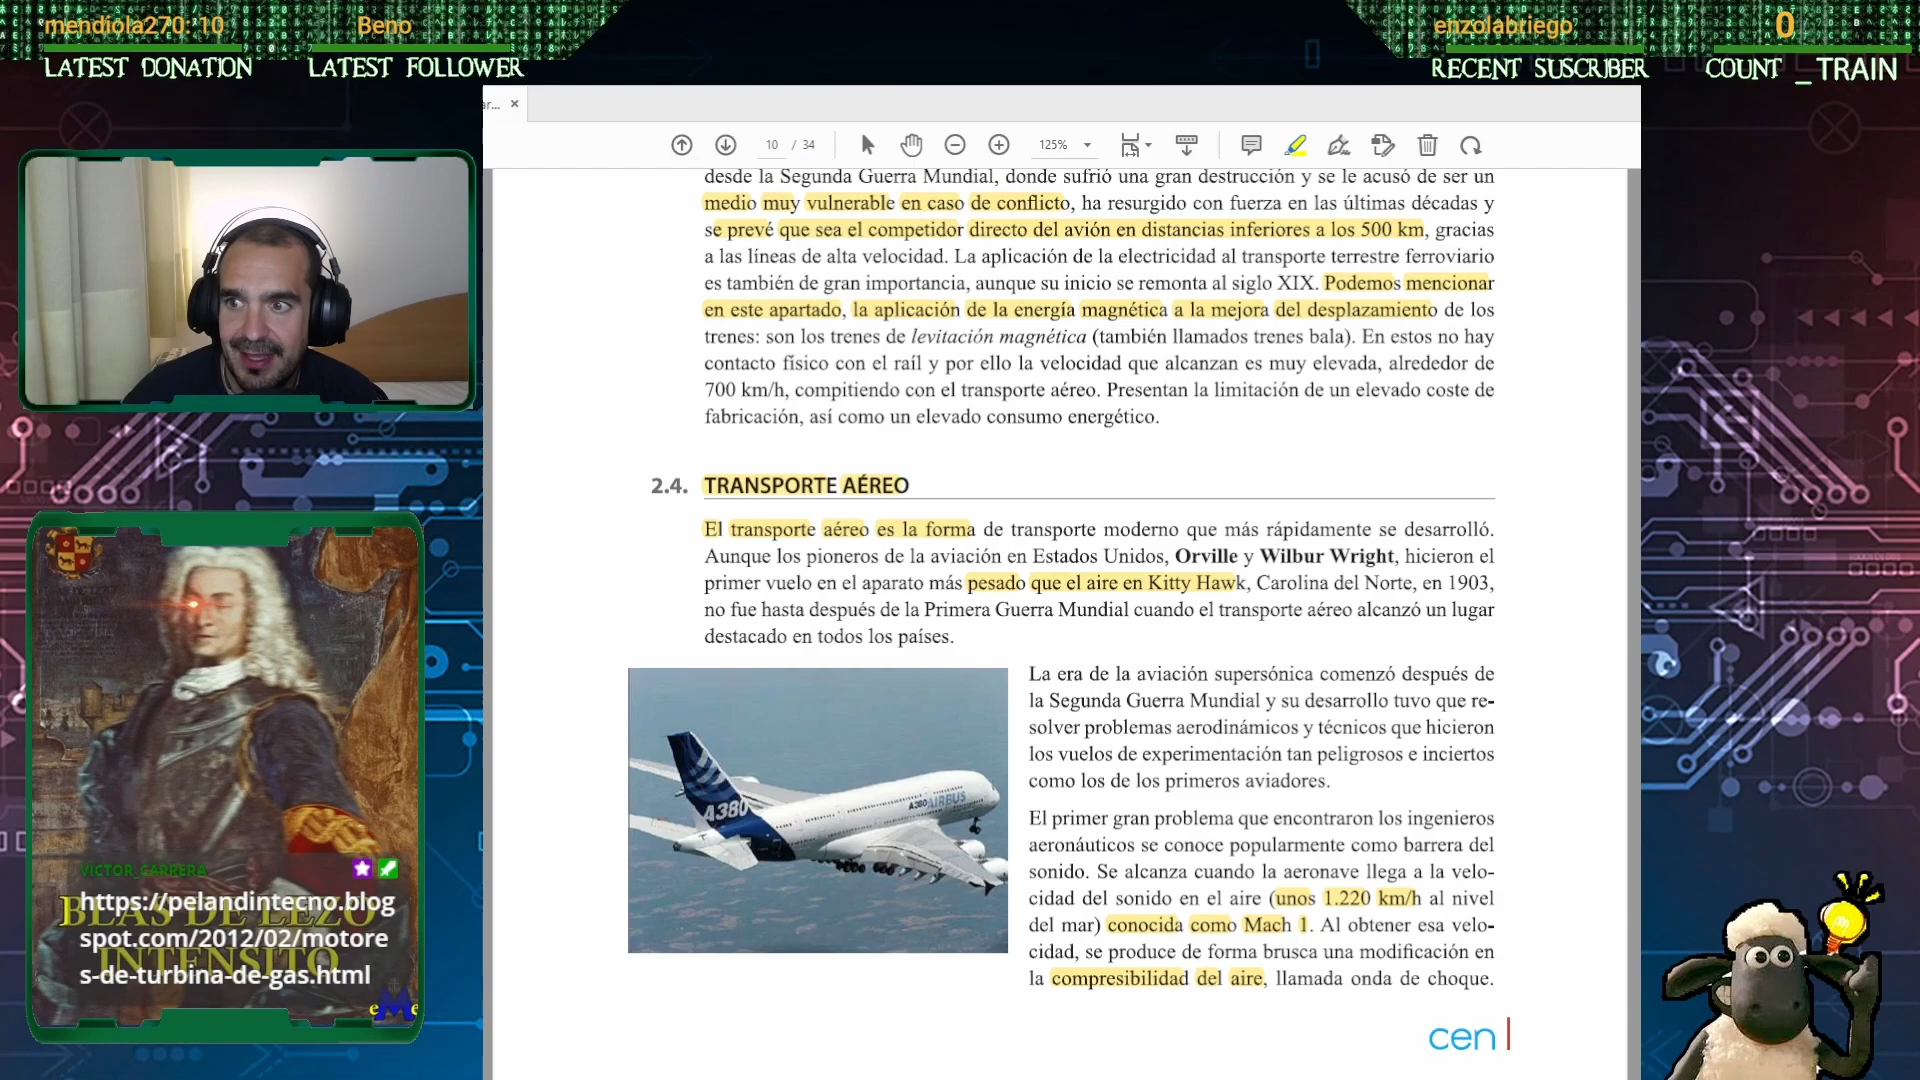 mendiola270: 10
Beno
enzolabriego
0
LATEST DONATION
LATEST FOLLOWER
RECENT SUSCRIBER
COUNT _TRAIN
ar...
10 / 34
125%
desde la Segunda Guerra Mundial, donde sufrió una gran destrucción y se le acusó de ser un
medio muy vulnerable en caso de conflicto, ha resurgido con fuerza en las últimas décadas y
se prevé que sea el competidor directo del avión en distancias inferiores a los 500 km, gracias
a las líneas de alta velocidad. La aplicación de la electricidad al transporte terrestre ferroviario
es también de gran importancia, aunque su inicio se remonta al siglo XIX. Podemos mencionar
en este apartado, la aplicación de la energía magnética a la mejora del desplazamiento de los
trenes: son los trenes de levitación magnética (también llamados trenes bala). En estos no hay
contacto físico con el raíl y por ello la velocidad que alcanzan es muy elevada, alrededor de
700 km/h, compitiendo con el transporte aéreo. Presentan la limitación de un elevado coste de
fabricación, así como un elevado consumo energético.
2.4. TRANSPORTE AÉREO
El transporte aéreo es la forma de transporte moderno que más rápidamente se desarrolló.
Aunque los pioneros de la aviación en Estados Unidos, Orville y Wilbur Wright, hicieron el
primer vuelo en el aparato más pesado que el aire en Kitty Hawk, Carolina del Norte, en 1903,
no fue hasta después de la Primera Guerra Mundial cuando el transporte aéreo alcanzó un lugar
destacado en todos los países.
La era de la aviación supersónica comenzó después de
la Segunda Guerra Mundial y su desarrollo tuvo que re-
solver problemas aerodinámicos y técnicos que hicieron
los vuelos de experimentación tan peligrosos e inciertos
como los de los primeros aviadores.
El primer gran problema que encontraron los ingenieros
aeronáuticos se conoce popularmente como barrera del
sonido. Se alcanza cuando la aeronave llega a la velo-
cidad del sonido en el aire (unos 1.220 km/h al nivel
del mar) conocida como Mach 1. Al obtener esa velo-
cidad, se produce de forma brusca una modificación en
la compresibilidad del aire, llamada onda de choque.
A380
A380 AIRBUS
cen
VICTOR_CARRERA
https://pelandintecno.blog
spot.com/2012/02/motore
s-de-turbina-de-gas.html
BLAS DE LEZO
INTENSITO
eMe